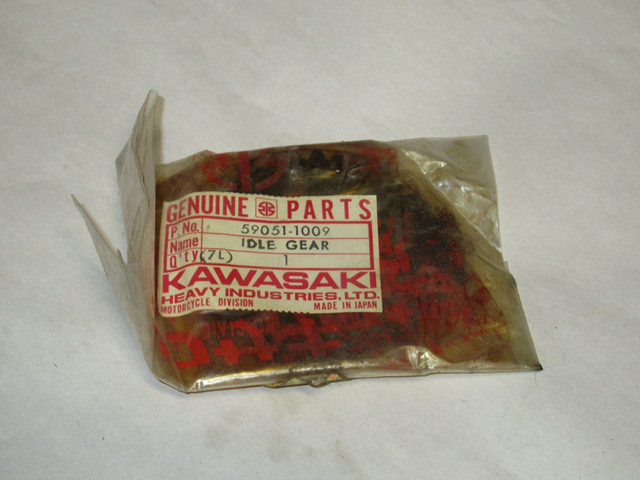 GENUINE PARTS
P. No. 59051-1009
Name IDLE GEAR
Q'ty (7L) 1
KAWASAKI
HEAVY INDUSTRIES, LTD.
MOTORCYCLE DIVISION MADE IN JAPAN